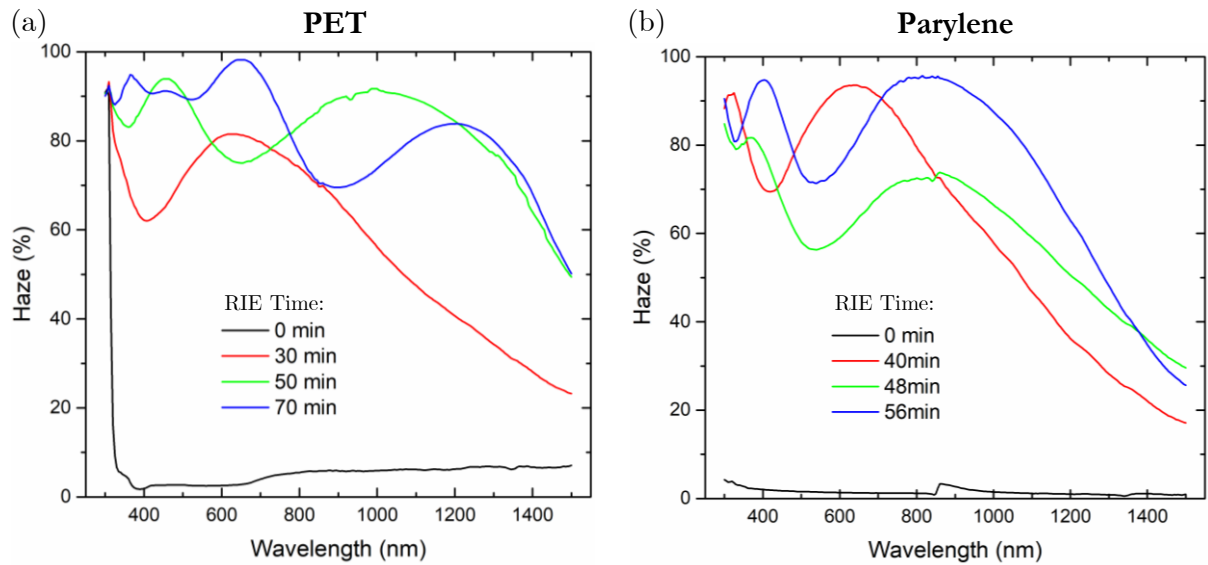 (a) PET
100
80
60
40
20
0
Haze (%)
RIE Time:
0 min
30 min
50 min
70 min
400 600 800 1000 1200 1400
Wavelength (nm)
(b) Parylene
100
80
60
40
20
0
Haze (%)
RIE Time:
0 min
40min
48min
56min
400 600 800 1000 1200 1400
Wavelength (nm)